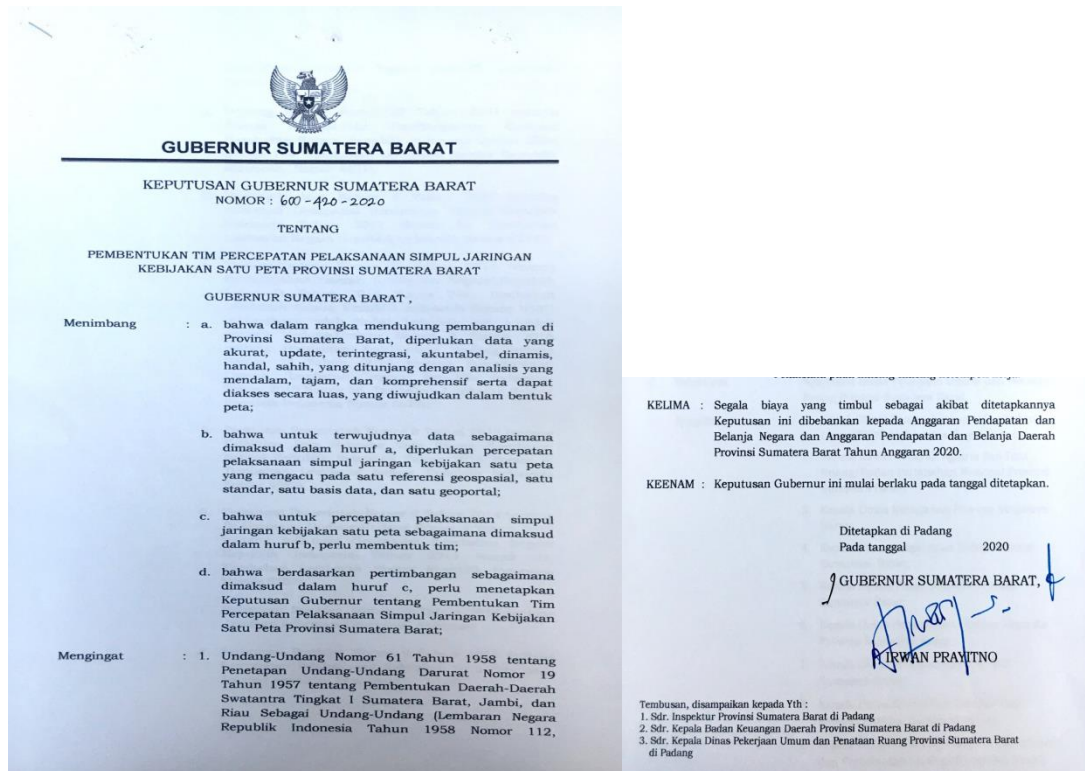 GUBERNUR SUMATERA BARAT
KEPUTUSAN GUBERNUR SUMATERA BARAT
NOMOR : 600-420-2020
TENTANG
PEMBENTUKAN TIM PERCEPATAN PELAKSANAAN SIMPUL JARINGAN
KEBIJAKAN SATU PETA PROVINSI SUMATERA BARAT
GUBERNUR SUMATERA BARAT ,
Menimbang : a. bahwa dalam rangka mendukung pembangunan di
Provinsi Sumatera Barat, diperlukan data yang
akurat, update, terintegrasi, akuntabel, dinamis,
handal, sahih, yang ditunjang dengan analisis yang
mendalam, tajam, dan komprehensif serta dapat
diakses secara luas, yang diwujudkan dalam bentuk
peta;
b. bahwa untuk terwujudnya data sebagaimana
dimaksud dalam huruf a, diperlukan percepatan
pelaksanaan simpul jaringan kebijakan satu peta
yang mengacu pada satu referensi geospasial, satu
standar, satu basis data, dan satu geoportal;
c. bahwa untuk percepatan pelaksanaan simpul
jaringan kebijakan satu peta sebagaimana dimaksud
dalam huruf b, perlu membentuk tim;
d. bahwa berdasarkan pertimbangan sebagaimana
dimaksud dalam huruf c, perlu menetapkan
Keputusan Gubernur tentang Pembentukan Tim
Percepatan Pelaksanaan Simpul Jaringan Kebijakan
Satu Peta Provinsi Sumatera Barat;
Mengingat : 1. Undang-Undang Nomor 61 Tahun 1958 tentang
Penetapan Undang-Undang Darurat Nomor 19
Tahun 1957 tentang Pembentukan Daerah-Daerah
Swatantra Tingkat I Sumatera Barat, Jambi, dan
Riau Sebagai Undang-Undang (Lembaran Negara
Republik Indonesia Tahun 1958 Nomor 112,
KELIMA : Segala biaya yang timbul sebagai akibat ditetapkannya
Keputusan ini dibebankan kepada Anggaran Pendapatan dan
Belanja Negara dan Anggaran Pendapatan dan Belanja Daerah
Provinsi Sumatera Barat Tahun Anggaran 2020.
KEENAM : Keputusan Gubernur ini mulai berlaku pada tanggal ditetapkan.
Ditetapkan di Padang
Pada tanggal 2020
GUBERNUR SUMATERA BARAT,
IRWAN PRAYITNO
Tembusan, disampaikan kepada Yth :
1. Sdr. Inspektur Provinsi Sumatera Barat di Padang
2. Sdr. Kepala Badan Keuangan Daerah Provinsi Sumatera Barat di Padang
3. Sdr. Kepala Dinas Pekerjaan Umum dan Penataan Ruang Provinsi Sumatera Barat
di Padang